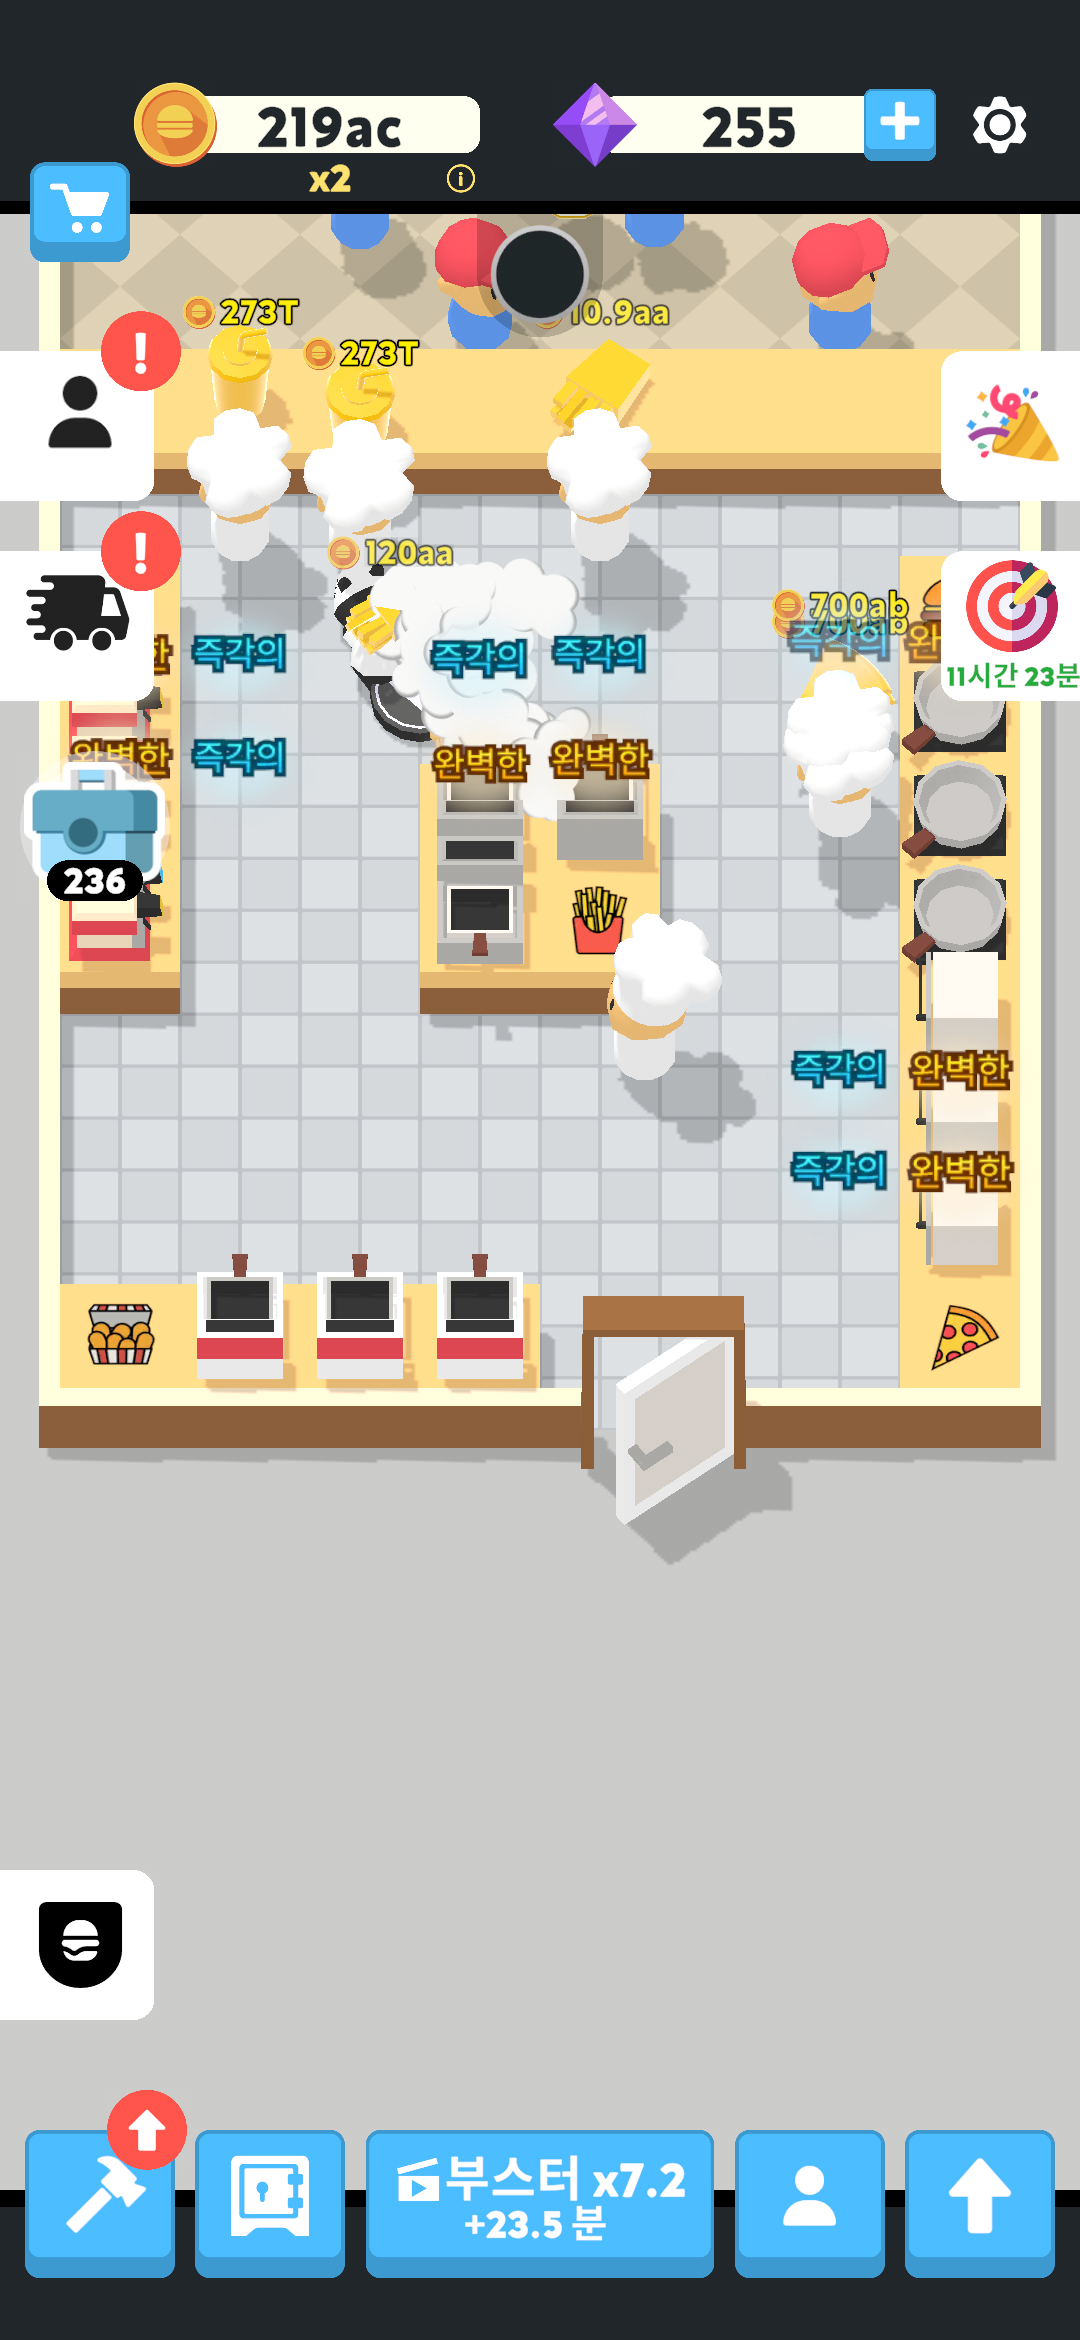 219ac
255
x2
273T
10.9aa
273T
120aa
700ab
즉각의
즉각의
즉각의
즉각의
11시간 23분
즉각의
완벽한
완벽한
완벽한
236
즉각의
완벽한
즉각의
완벽한
부스터 x7.2
+23.5 분